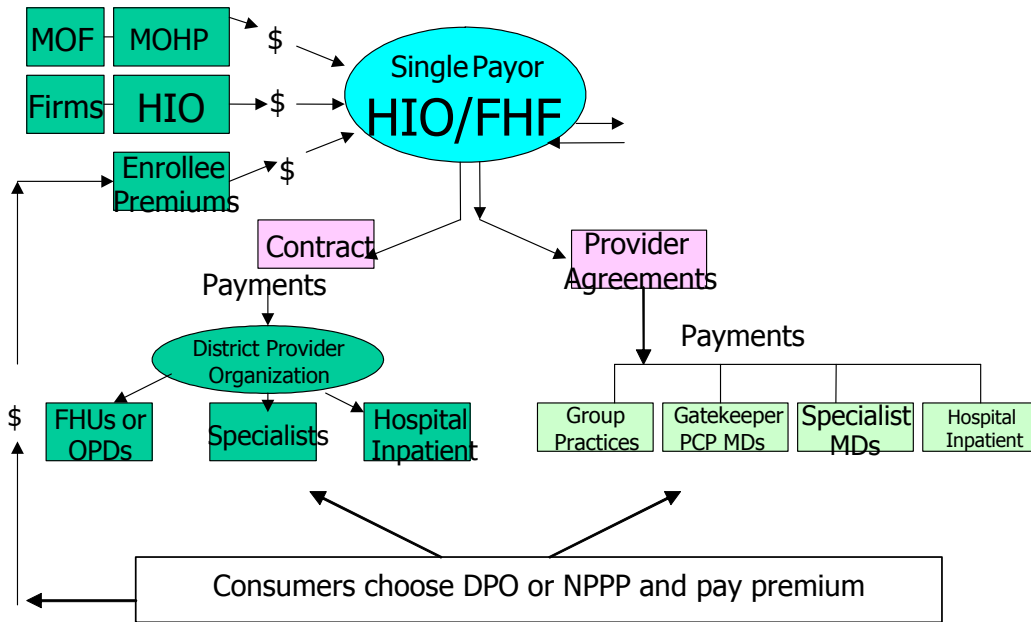 MOF
MOHP
$
Single Payor
HIO/FHF
Firms
HIO
$
Enrollee
Premiums
$
Contract
Provider
Agreements
Payments
Payments
District Provider
Organization
$
FHUs or
OPDs
Specialists
Hospital
Inpatient
Group
Practices
Gatekeeper
PCP MDs
Specialist
MDs
Hospital
Inpatient
Consumers choose DPO or NPPP and pay premium